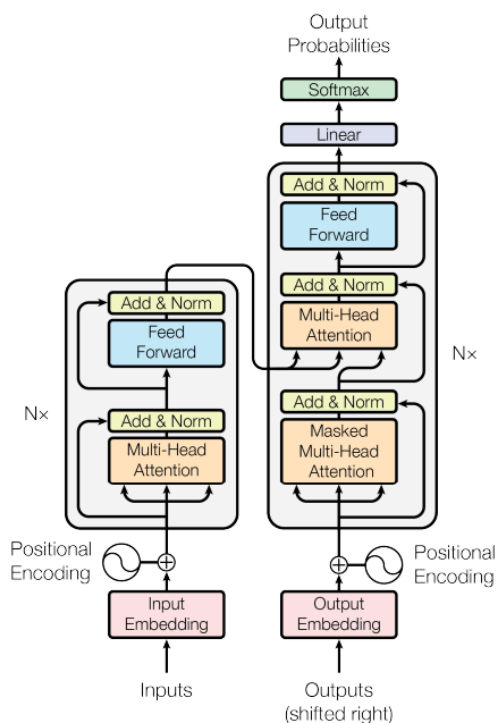 Output
Probabilities
Softmax
Linear
Add & Norm
Feed
Forward
Add & Norm
Multi-Head
Attention
Add & Norm
Masked
Multi-Head
Attention
N×
Positional
Encoding
Output
Embedding
Outputs
(shifted right)
Add & Norm
Feed
Forward
Add & Norm
Multi-Head
Attention
N×
Positional
Encoding
Input
Embedding
Inputs